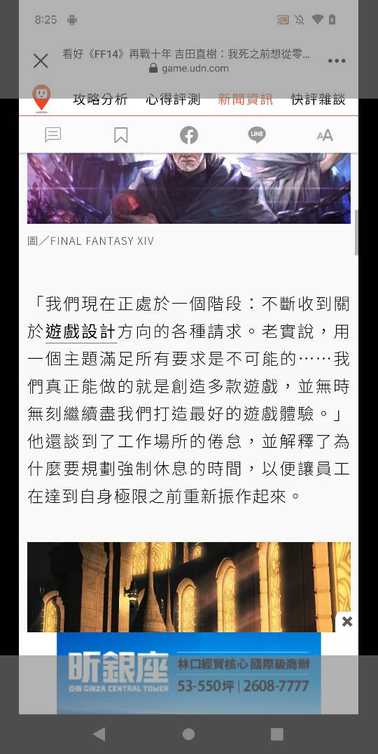 8:25
看好《FF14》再戰十年 吉田直樹：我死之前想從零...
game.udn.com
攻略分析 心得評測 新聞資訊 快評雜談
LINE
AA
圖／FINAL FANTASY XIV
「我們現在正處於一個階段：不斷收到關
於遊戲設計方向的各種請求。老實說，用
一個主題滿足所有要求是不可能的⋯⋯我
們真正能做的就是創造多款遊戲，並無時
無刻繼續盡我們打造最好的遊戲體驗。」
他還談到了工作場所的倦怠，並解釋了為
什麼要規劃強制休息的時間，以便讓員工
在達到自身極限之前重新振作起來。
昕銀座
SIN GINZA CENTRAL TOWER
林口經貿核心 國際級商辦
53-550坪 | 2608-7777